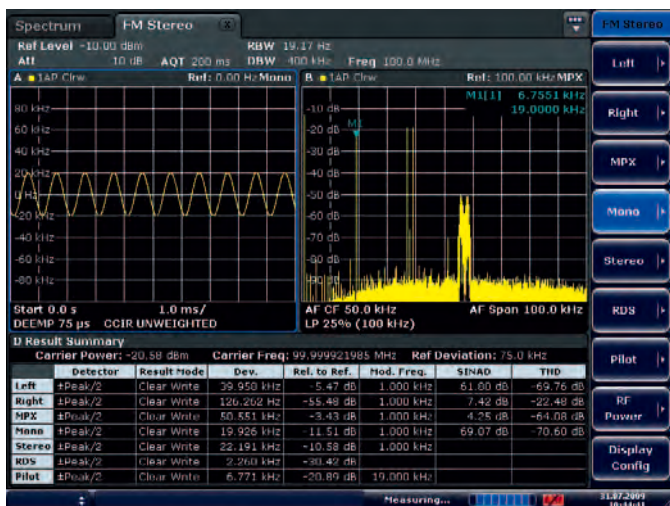 Spectrum FM Stereo X FM Stereo
Ref Level -10.00 dBm RBW 19.17 Hz
Att 10 dB AQT 200 ms DBW 400 kHz Freq 100.0 MHz
A 1AP Clrw Ref: 0.00 Hz Mono
B 1AP Clrw Ref: 100.00 kHz MPX
M1[1] 6.7551 kHz
19.0000 kHz
80 kHz
60 kHz
40 kHz
20 kHz
0 Hz
-20 kHz
-40 kHz
-60 kHz
-80 kHz
M1
-10 dB
-20 dB
-30 dB
-40 dB
-50 dB
-60 dB
-70 dB
-80 dB
-90 dB
Start 0.0 s 1.0 ms/
DEEMP 75 µs CCIR UNWEIGHTED
AF CF 50.0 kHz AF Span 100.0 kHz
LP 25% (100 kHz)
D Result Summary
Carrier Power: -20.58 dBm Carrier Freq: 99.999921985 MHz Ref Deviation: 75.0 kHz
Detector Result Mode Dev. Rel. to Ref. Mod. Freq. SINAD THD
Left ±Peak/2 Clear Write 39.950 kHz -5.47 dB 1.000 kHz 61.00 dB -69.76 dB
Right ±Peak/2 Clear Write 126.262 Hz -55.48 dB 1.000 kHz 7.42 dB -22.48 dB
MPX ±Peak/2 Clear Write 50.551 kHz -3.43 dB 1.000 kHz 4.25 dB -64.08 dB
Mono ±Peak/2 Clear Write 19.926 kHz -11.51 dB 1.000 kHz 69.07 dB -70.60 dB
Stereo ±Peak/2 Clear Write 22.191 kHz -10.58 dB 1.000 kHz
RDS ±Peak/2 Clear Write 2.260 kHz -30.42 dB
Pilot ±Peak/2 Clear Write 6.771 kHz -20.89 dB 19.000 kHz
Measuring...
31.07.2009
Left
Right
MPX
Mono
Stereo
RDS
Pilot
RF
Power
Display
Config